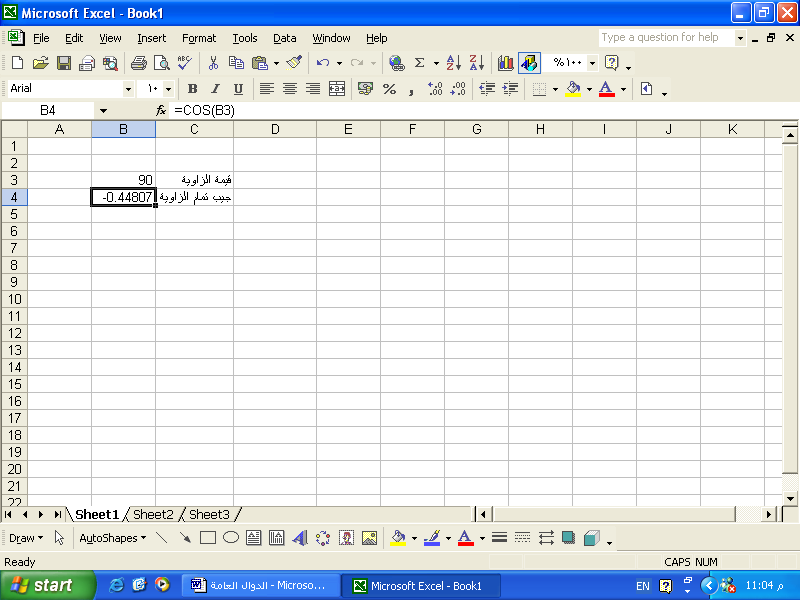 Microsoft Excel - Book1
File Edit View Insert Format Tools Data Window Help Type a question for help
%١٠٠
Arial ١٠ B I U
B4 fx =COS(B3)
A B C D E F G H I J K
1
2
3 90 قيمة الزاوية
4 -0.44807 جيب تمام الزاوية
5
6
7
8
9
10
11
12
13
14
15
16
17
18
19
20
21
22
Sheet1 Sheet2 Sheet3
Draw AutoShapes
Ready CAPS NUM
start الدوال العامة - Microso... Microsoft Excel - Book1 EN 11:04 م